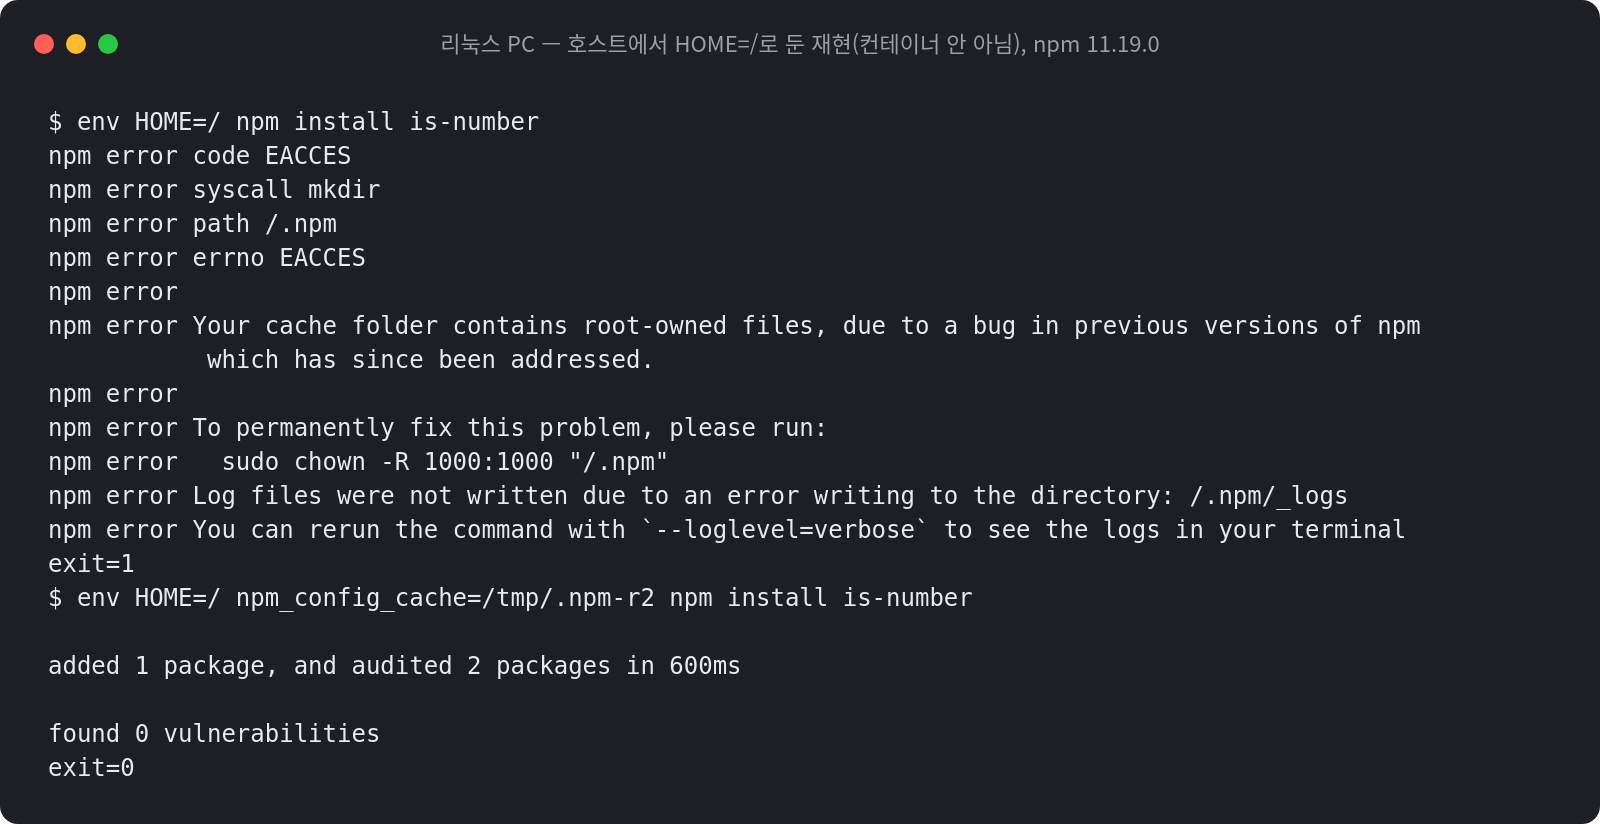 리눅스 PC — 호스트에서 HOME=/로 둔 재현(컨테이너 안 아님), npm 11.19.0
$ env HOME=/ npm install is-number
npm error code EACCES
npm error syscall mkdir
npm error path /.npm
npm error errno EACCES
npm error
npm error Your cache folder contains root-owned files, due to a bug in previous versions of npm
which has since been addressed.
npm error
npm error To permanently fix this problem, please run:
npm error   sudo chown -R 1000:1000 "/.npm"
npm error Log files were not written due to an error writing to the directory: /.npm/_logs
npm error You can rerun the command with `--loglevel=verbose` to see the logs in your terminal
exit=1
$ env HOME=/ npm_config_cache=/tmp/.npm-r2 npm install is-number
added 1 package, and audited 2 packages in 600ms
found 0 vulnerabilities
exit=0